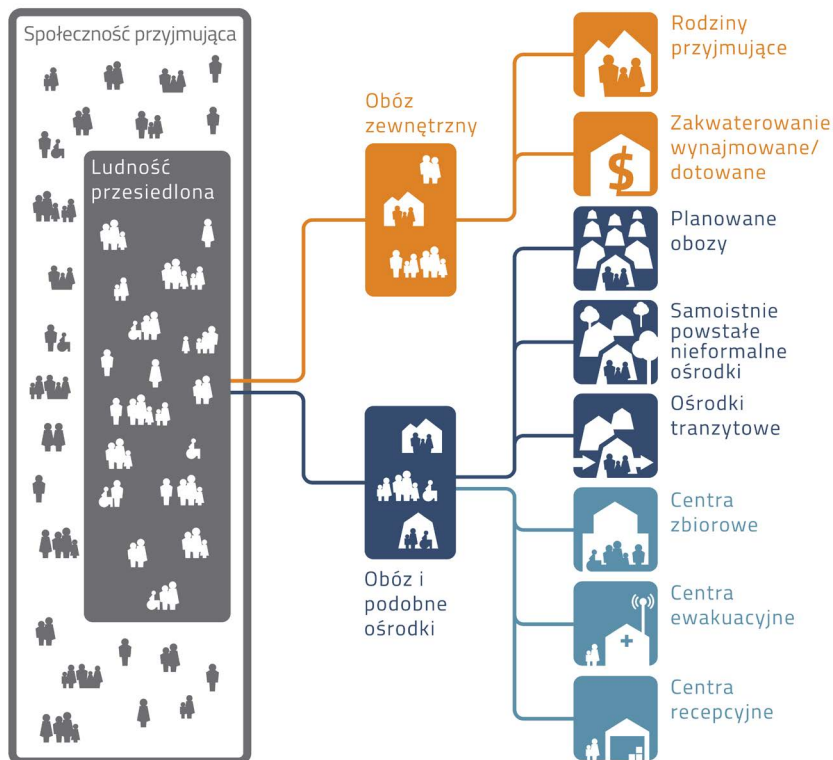 Społeczność przyjmująca
Ludność
przesiedlona
Obóz
zewnętrzny
Obóz i
podobne
ośrodki
Rodziny
przyjmujące
Zakwaterowanie
wynajmowane/
dotowane
$
Planowane
obozy
Samoistnie
powstałe
nieformalne
ośrodki
Ośrodki
tranzytowe
Centra
zbiorowe
Centra
ewakuacyjne
Centra
recepcyjne